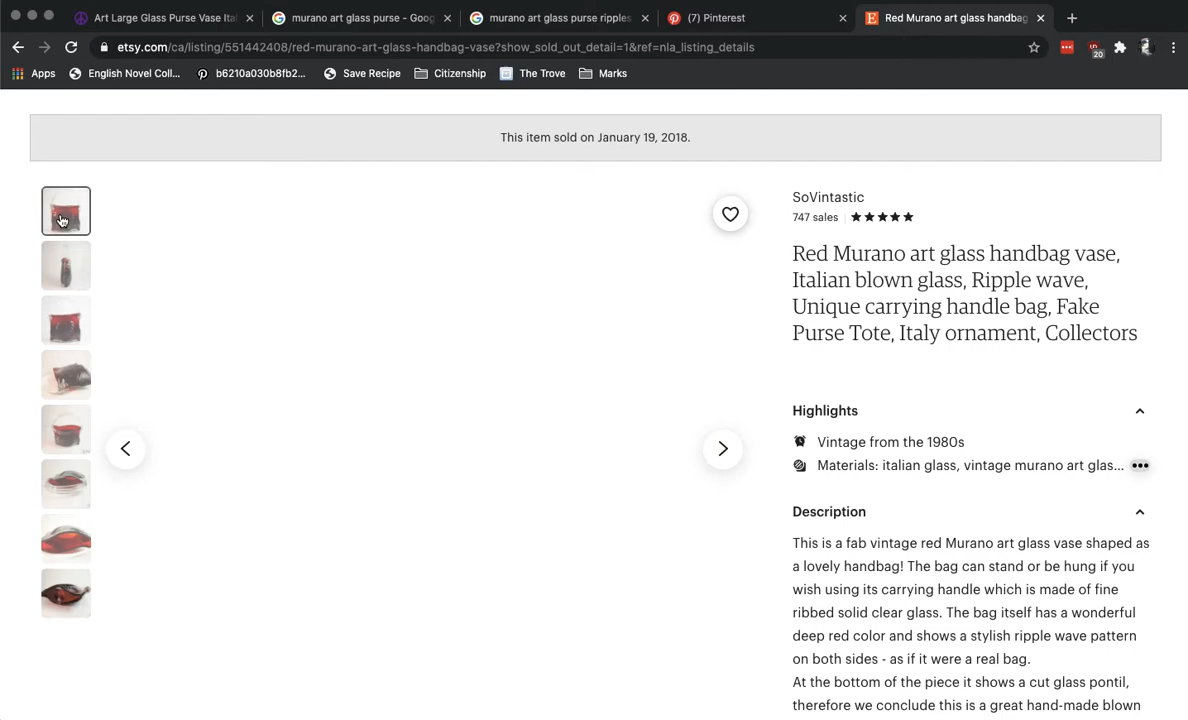 Art Large Glass Purse Vase Ital
murano art glass purse - Goog
murano art glass purse ripples
(7) Pinterest
Red Murano art glass handbag
etsy.com/ca/listing/551442408/red-murano-art-glass-handbag-vase?show_sold_out_detail=1&ref=nla_listing_details
20
Apps
English Novel Coll...
b6210a030b8fb2...
Save Recipe
Citizenship
The Trove
Marks
This item sold on January 19, 2018.
SoVintastic
747 sales
Red Murano art glass handbag vase,
Italian blown glass, Ripple wave,
Unique carrying handle bag, Fake
Purse Tote, Italy ornament, Collectors
Highlights
Vintage from the 1980s
Materials: italian glass, vintage murano art glas...
Description
This is a fab vintage red Murano art glass vase shaped as
a lovely handbag! The bag can stand or be hung if you
wish using its carrying handle which is made of fine
ribbed solid clear glass. The bag itself has a wonderful
deep red color and shows a stylish ripple wave pattern
on both sides - as if it were a real bag.
At the bottom of the piece it shows a cut glass pontil,
therefore we conclude this is a great hand-made blown